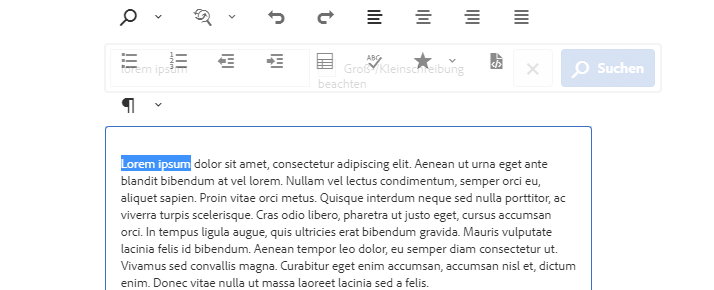 lorem ipsum
Groß-/Kleinschreibung
beachten
Suchen
Lorem ipsum dolor sit amet, consectetur adipiscing elit. Aenean ut urna eget ante
blandit bibendum at vel lorem. Nullam vel lectus condimentum, semper orci eu,
aliquet sapien. Proin vitae orci metus. Quisque interdum neque sed nulla porttitor, ac
viverra turpis scelerisque. Cras odio libero, pharetra ut justo eget, cursus accumsan
orci. In tempus ligula augue, quis ultricies erat bibendum gravida. Mauris vulputate
lacinia felis id bibendum. Aenean tempor leo dolor, eu semper diam consectetur ut.
Vivamus sed convallis magna. Curabitur eget enim accumsan, accumsan nisl et, dictum
enim. Donec vitae nulla ut massa laoreet lacinia sed a felis.